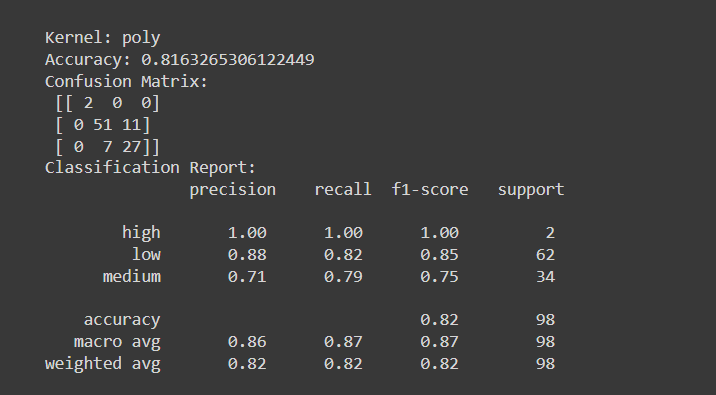 Kernel: poly
Accuracy: 0.8163265306122449
Confusion Matrix:
[[ 2 0 0]
[ 0 51 11]
[ 0 7 27]]
Classification Report:
precision recall f1-score support
high 1.00 1.00 1.00 2
low 0.88 0.82 0.85 62
medium 0.71 0.79 0.75 34
accuracy 0.82 98
macro avg 0.86 0.87 0.87 98
weighted avg 0.82 0.82 0.82 98